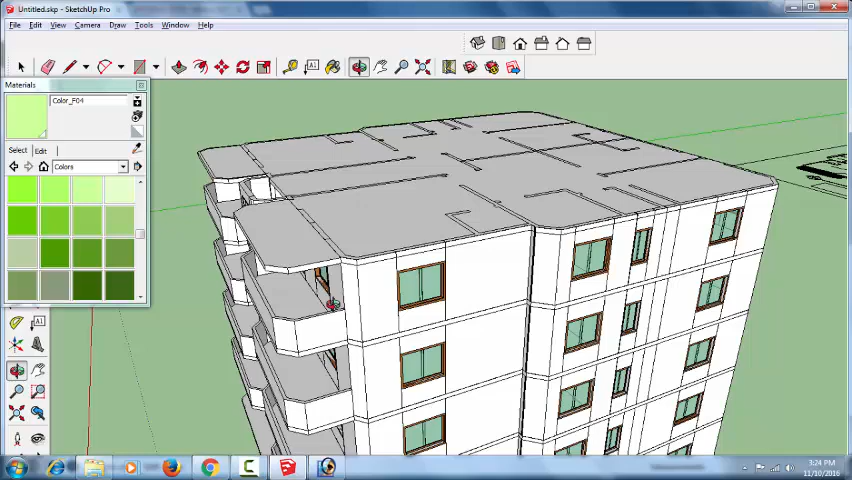 Untitled.skp - SketchUp Pro
File Edit View Camera Draw Tools Window Help
Materials
Color_F04
Select Edit
Colors
3:24 PM
11/10/2016